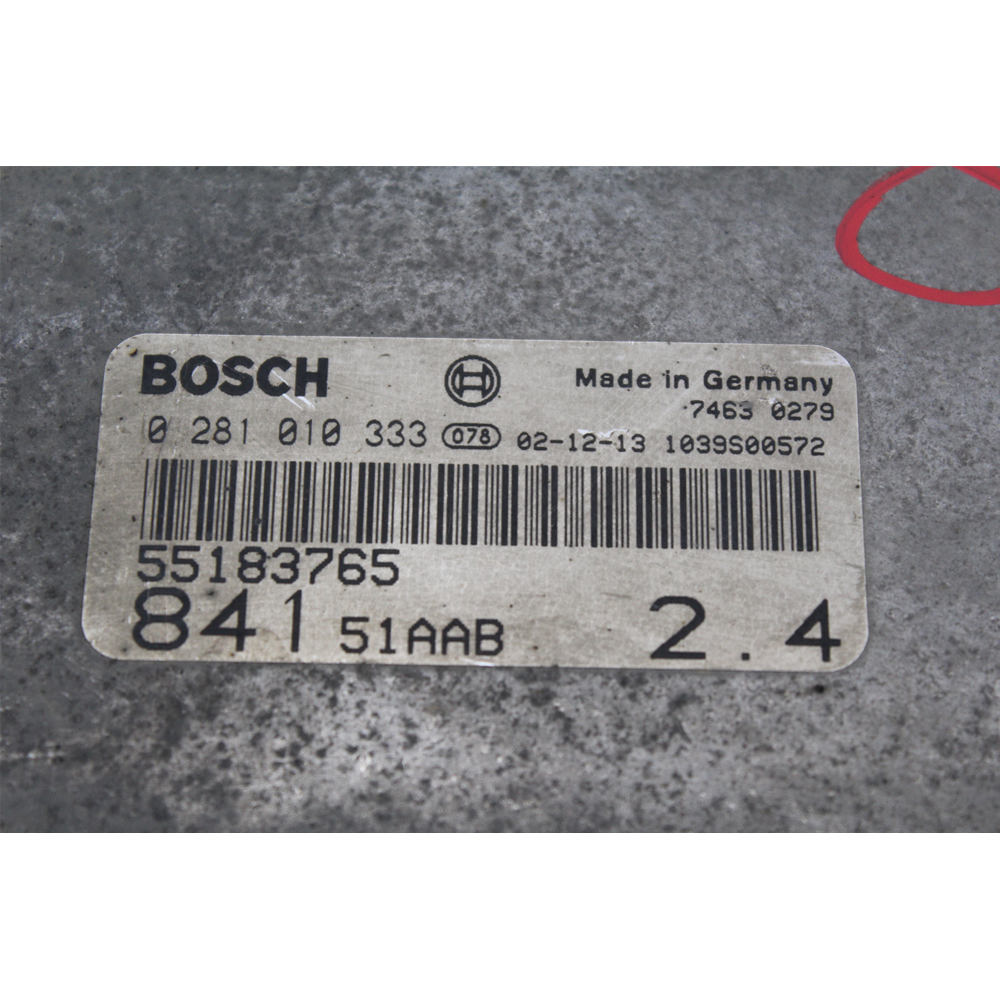 BOSCH Made in Germany
7463 0279
0 281 010 333 078 02-12-13 1039S00572
55183765
841 51AAB 2.4